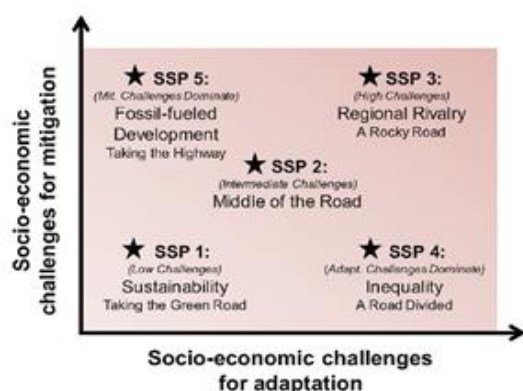 Socio-economic
challenges for mitigation
★ SSP 5:
(Mit. Challenges Dominate)
Fossil-fueled
Development
Taking the Highway
★ SSP 3:
(High Challenges)
Regional Rivalry
A Rocky Road
★ SSP 2:
(Intermediate Challenges)
Middle of the Road
★ SSP 1:
(Low Challenges)
Sustainability
Taking the Green Road
★ SSP 4:
(Adapt. Challenges Dominate)
Inequality
A Road Divided
Socio-economic challenges
for adaptation